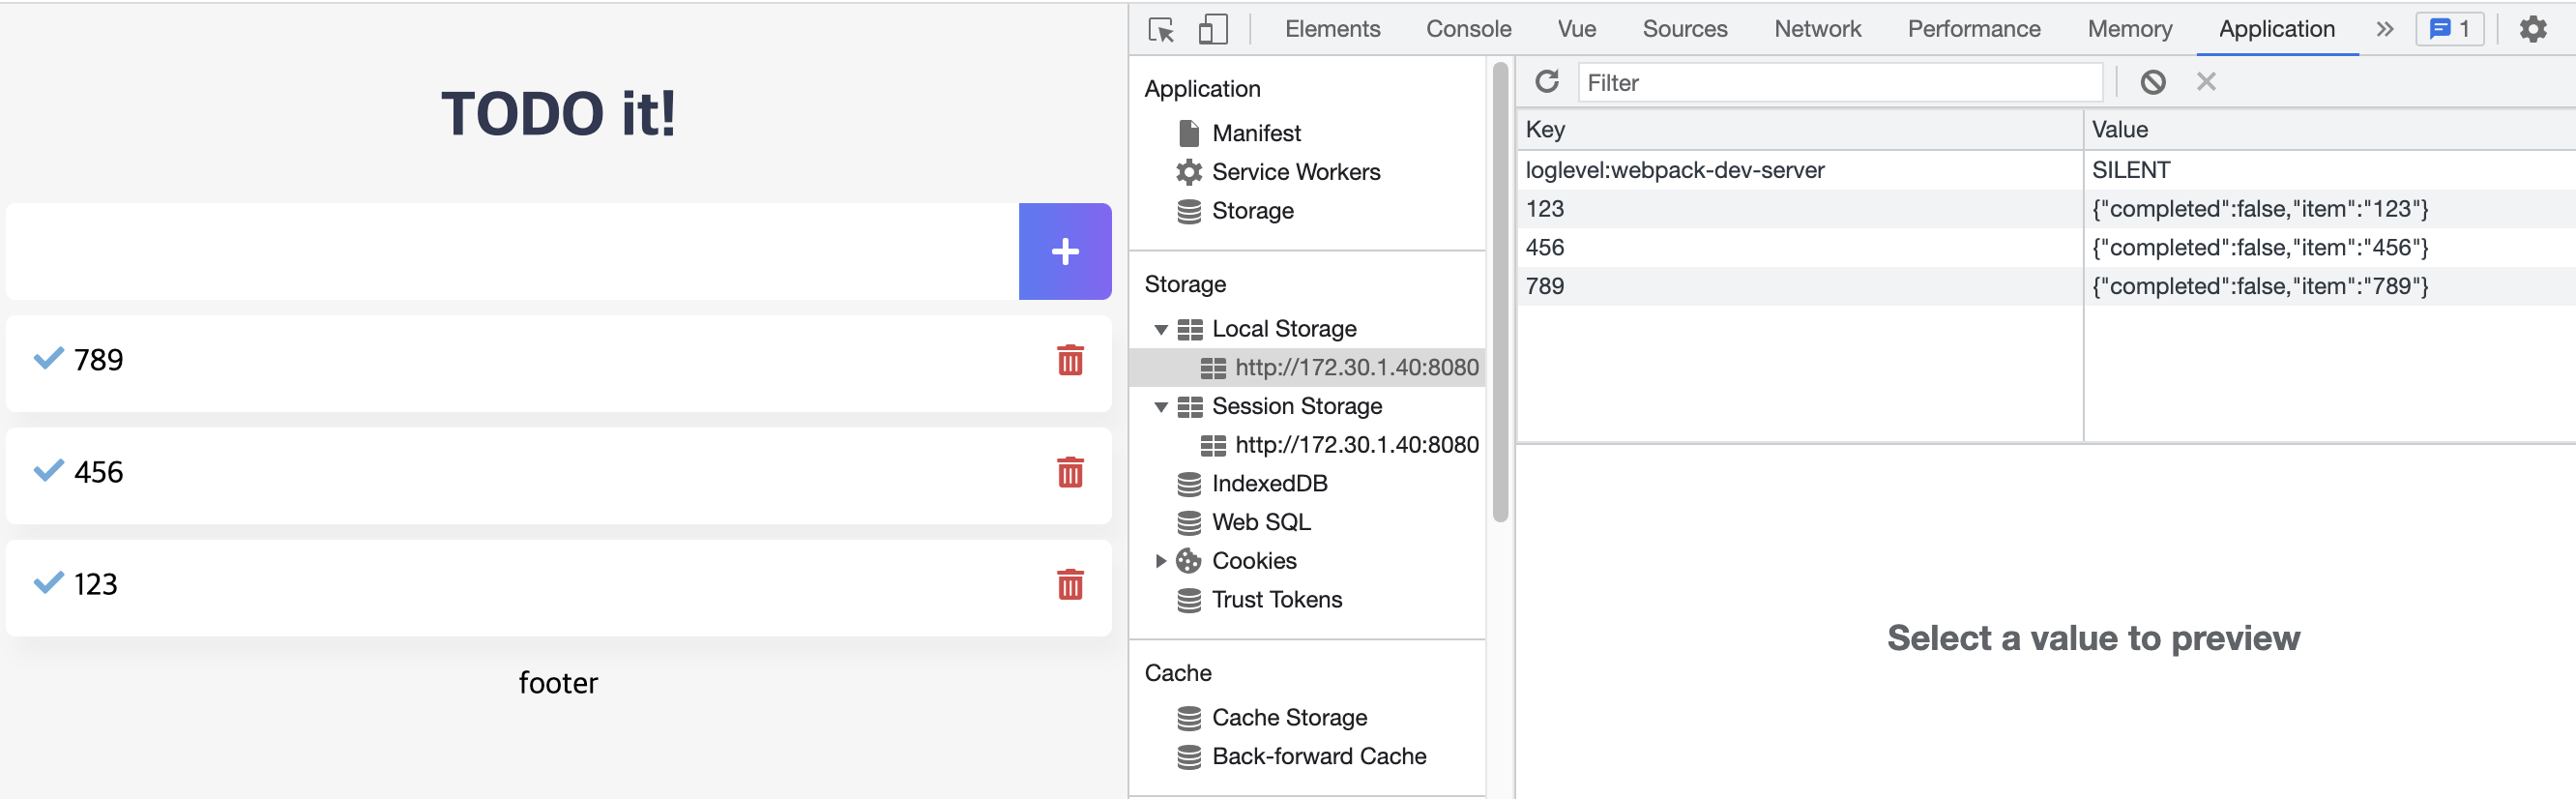 TODO it!
789
456
123
footer
Elements Console Vue Sources Network Performance Memory Application 1
Application
Manifest
Service Workers
Storage
Storage
Local Storage
http://172.30.1.40:8080
Session Storage
http://172.30.1.40:8080
IndexedDB
Web SQL
Cookies
Trust Tokens
Cache
Cache Storage
Back-forward Cache
Filter
Key Value
loglevel:webpack-dev-server SILENT
123 {"completed":false,"item":"123"}
456 {"completed":false,"item":"456"}
789 {"completed":false,"item":"789"}
Select a value to preview